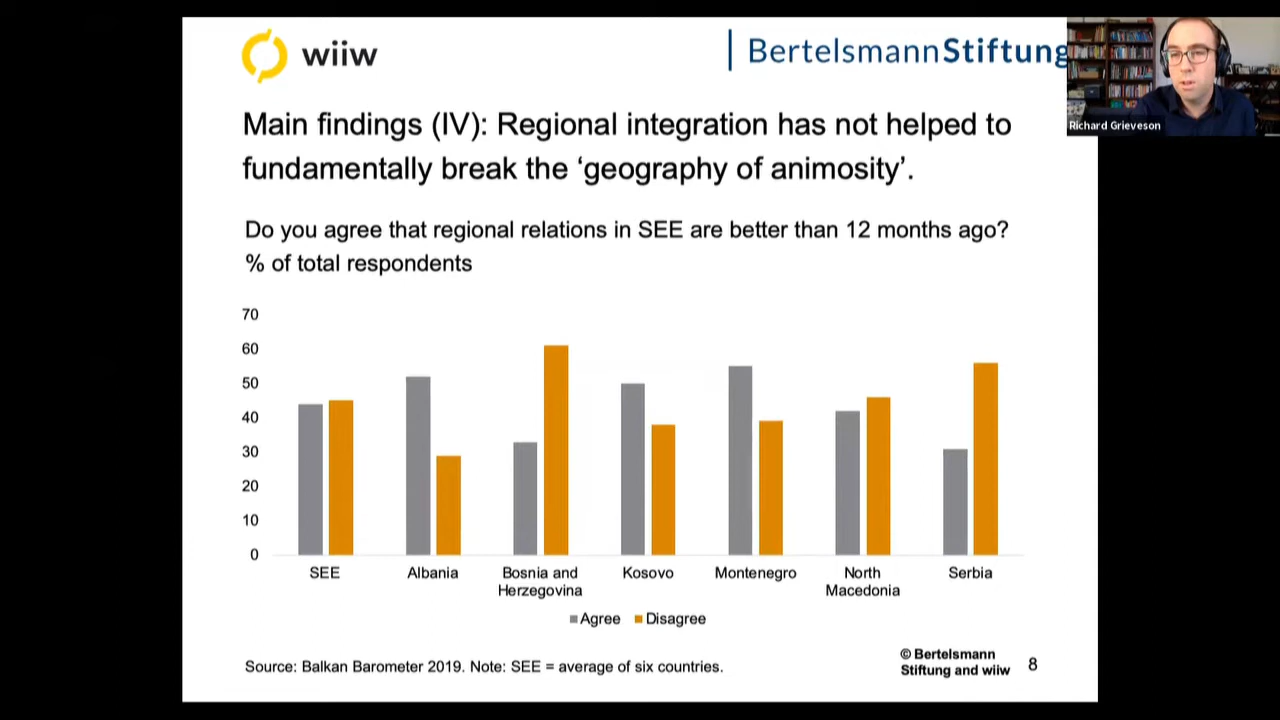 wiiw
BertelsmannStiftung
Richard Grieveson
Main findings (IV): Regional integration has not helped to
fundamentally break the ‘geography of animosity’.
Do you agree that regional relations in SEE are better than 12 months ago?
% of total respondents
70
60
50
40
30
20
10
0
SEE
Albania
Bosnia and
Herzegovina
Kosovo
Montenegro
North
Macedonia
Serbia
Agree
Disagree
Source: Balkan Barometer 2019. Note: SEE = average of six countries.
© Bertelsmann
Stiftung and wiiw
8